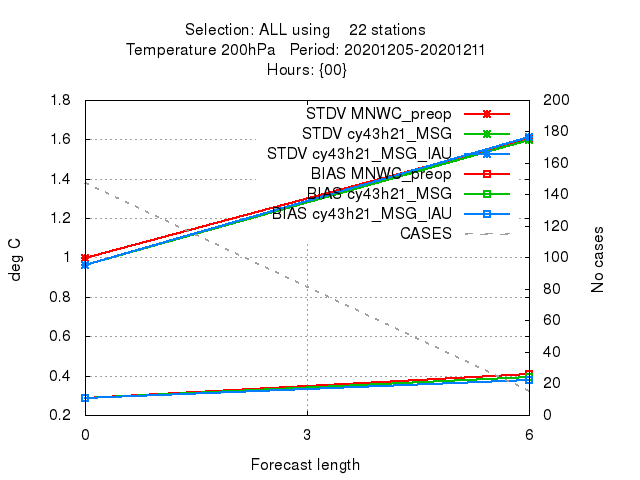 Selection: ALL using    22 stations
Temperature 200hPa   Period: 20201205-20201211
Hours: {00}
1.8
1.6
1.4
1.2
1
0.8
0.6
0.4
0.2
deg C
STDV MNWC_preop
STDV cy43h21_MSG
STDV cy43h21_MSG_IAU
BIAS MNWC_preop
BIAS cy43h21_MSG
BIAS cy43h21_MSG_IAU
CASES
200
180
160
140
120
100
80
60
40
20
0
No cases
0 3 6
Forecast length